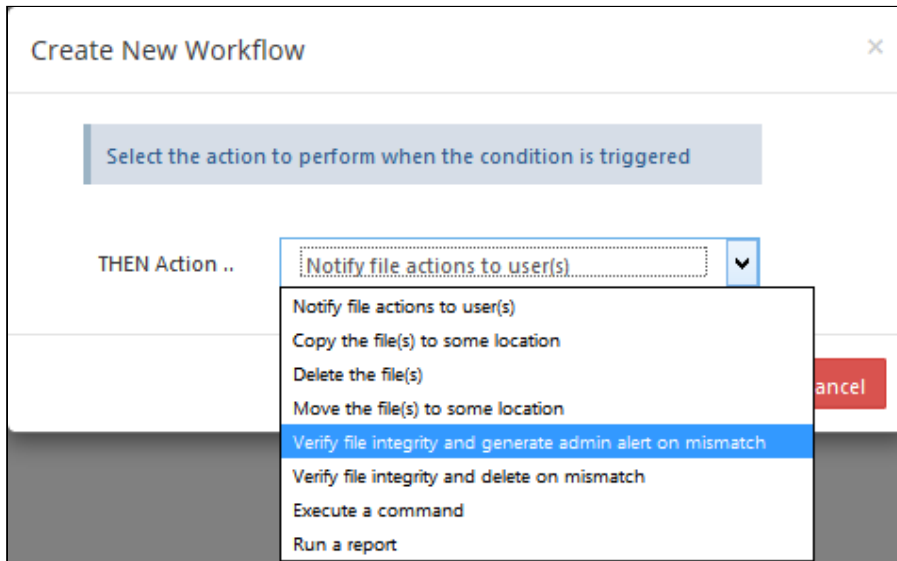 Create New Workflow
×
Select the action to perform when the condition is triggered
THEN Action ..
Notify file actions to user(s)
Notify file actions to user(s)
Copy the file(s) to some location
Delete the file(s)
Move the file(s) to some location
ancel
Verify file integrity and generate admin alert on mismatch
Verify file integrity and delete on mismatch
Execute a command
Run a report